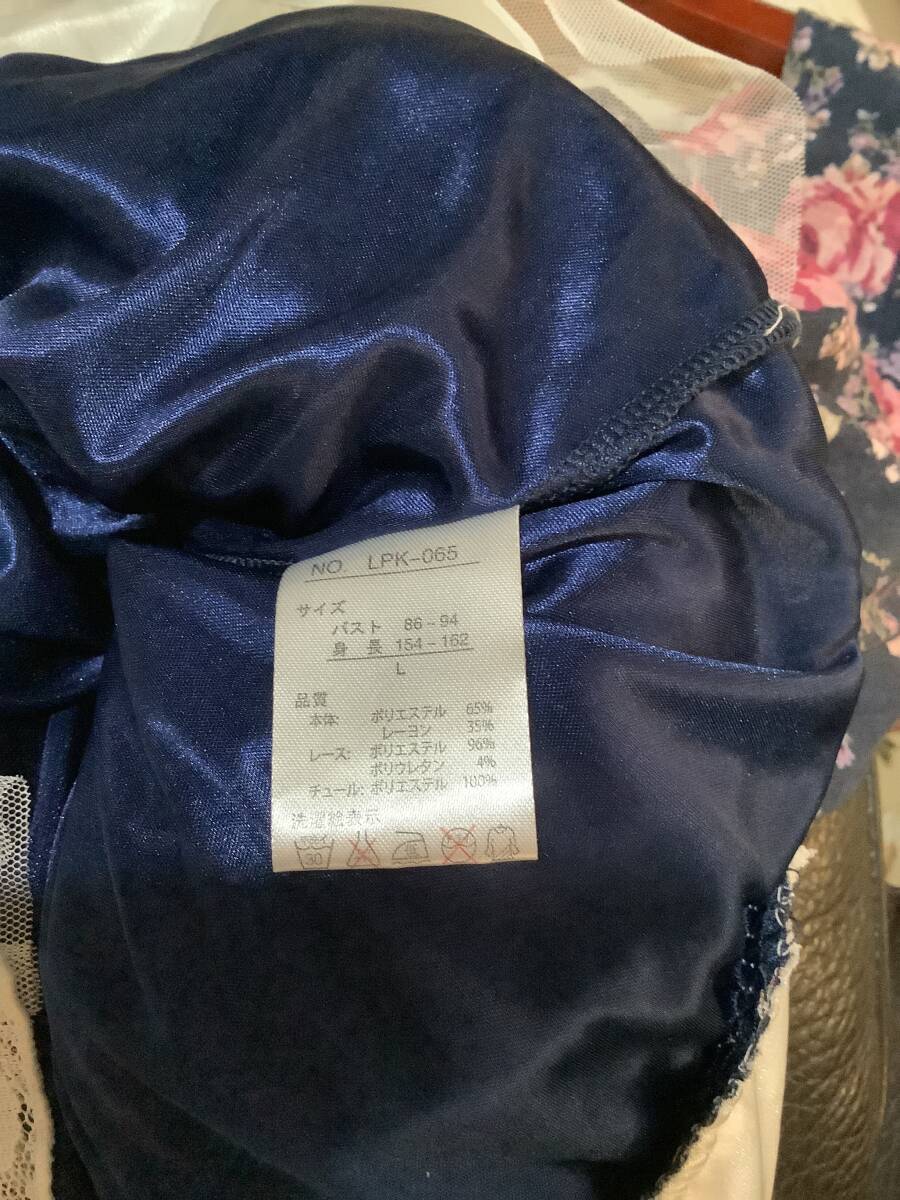 NO. LPK-065
サイズ
バスト 86-94
身長 154-162
L
品質
本体: ポリエステル 65%
レーヨン 35%
レース: ポリエステル 96%
ポリウレタン 4%
チュール: ポリエステル 100%
洗濯絵表示
30